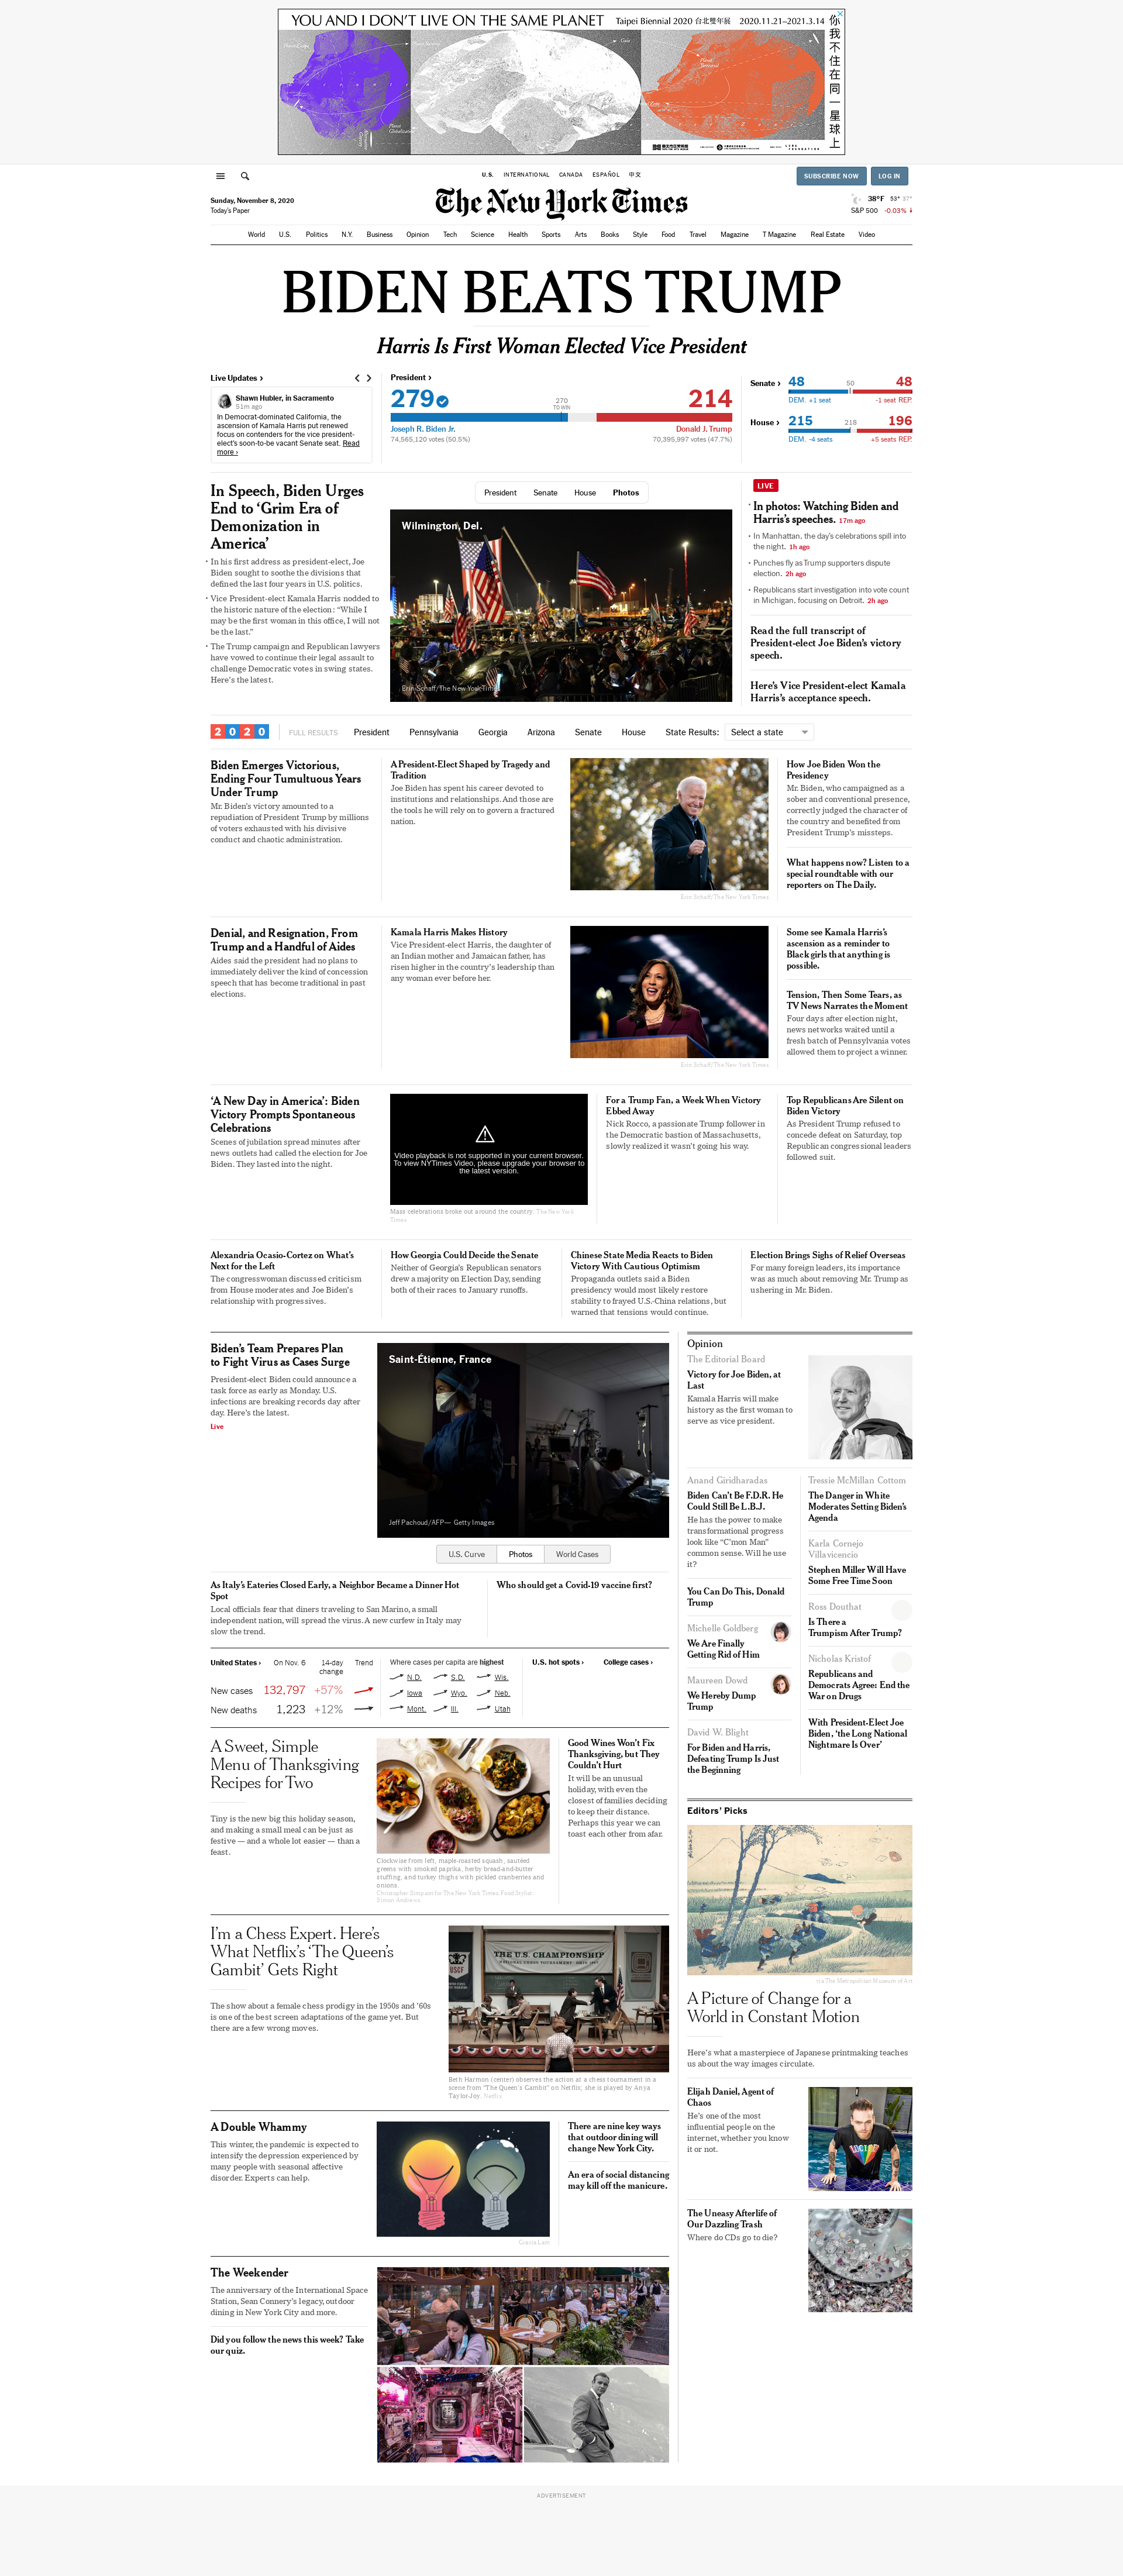 YOU AND I DON'T LIVE ON THE SAME PLANET
Taipei Biennial 2020 台北雙年展
2020.11.21–2021.3.14
你我不住在同一星球上
U.S. INTERNATIONAL CANADA ESPAÑOL 中文
SUBSCRIBE NOW LOG IN
Sunday, November 8, 2020
Today's Paper
The New York Times
38°F 53° 37°
S&P 500 -0.03%
World U.S. Politics N.Y. Business Opinion Tech Science Health Sports Arts Books Style Food Travel Magazine T Magazine Real Estate Video
BIDEN BEATS TRUMP
Harris Is First Woman Elected Vice President
Live Updates ›
Shawn Hubler, in Sacramento
51m ago
In Democrat-dominated California, the
ascension of Kamala Harris put renewed
focus on contenders for the vice president-
elect's soon-to-be vacant Senate seat. Read
more ›
President ›
279
270
TO WIN
214
Joseph R. Biden Jr.
Donald J. Trump
74,565,120 votes (50.5%)
70,395,997 votes (47.7%)
Senate › 48 50 48
DEM. +1 seat -1 seat REP.
House › 215 218 196
DEM. -4 seats +5 seats REP.
In Speech, Biden Urges
End to ‘Grim Era of
Demonization in
America’
• In his first address as president-elect, Joe
Biden sought to soothe the divisions that
defined the last four years in U.S. politics.
• Vice President-elect Kamala Harris nodded to
the historic nature of the election: “While I
may be the first woman in this office, I will not
be the last.”
• The Trump campaign and Republican lawyers
have vowed to continue their legal assault to
challenge Democratic votes in swing states.
Here's the latest.
President Senate House Photos
Wilmington, Del.
Erin Schaff/The New York Times
LIVE
• In photos: Watching Biden and
Harris’s speeches. 17m ago
• In Manhattan, the day's celebrations spill into
the night. 1h ago
• Punches fly as Trump supporters dispute
election. 2h ago
• Republicans start investigation into vote count
in Michigan, focusing on Detroit. 2h ago
Read the full transcript of
President-elect Joe Biden’s victory
speech.
Here’s Vice President-elect Kamala
Harris’s acceptance speech.
2020 FULL RESULTS President Pennsylvania Georgia Arizona Senate House State Results: Select a state
Biden Emerges Victorious,
Ending Four Tumultuous Years
Under Trump
Mr. Biden's victory amounted to a
repudiation of President Trump by millions
of voters exhausted with his divisive
conduct and chaotic administration.
A President-Elect Shaped by Tragedy and
Tradition
Joe Biden has spent his career devoted to
institutions and relationships. And those are
the tools he will rely on to govern a fractured
nation.
Erin Schaff/The New York Times
How Joe Biden Won the
Presidency
Mr. Biden, who campaigned as a
sober and conventional presence,
correctly judged the character of
the country and benefited from
President Trump's missteps.
What happens now? Listen to a
special roundtable with our
reporters on The Daily.
Denial, and Resignation, From
Trump and a Handful of Aides
Aides said the president had no plans to
immediately deliver the kind of concession
speech that has become traditional in past
elections.
Kamala Harris Makes History
Vice President-elect Harris, the daughter of
an Indian mother and Jamaican father, has
risen higher in the country's leadership than
any woman ever before her.
Erin Schaff/The New York Times
Some see Kamala Harris’s
ascension as a reminder to
Black girls that anything is
possible.
Tension, Then Some Tears, as
TV News Narrates the Moment
Four days after election night,
news networks waited until a
fresh batch of Pennsylvania votes
allowed them to project a winner.
‘A New Day in America’: Biden
Victory Prompts Spontaneous
Celebrations
Scenes of jubilation spread minutes after
news outlets had called the election for Joe
Biden. They lasted into the night.
Video playback is not supported in your current browser.
To view NYTimes Video, please upgrade your browser to
the latest version.
Mass celebrations broke out around the country. The New York
Times
For a Trump Fan, a Week When Victory
Ebbed Away
Nick Rocco, a passionate Trump follower in
the Democratic bastion of Massachusetts,
slowly realized it wasn't going his way.
Top Republicans Are Silent on
Biden Victory
As President Trump refused to
concede defeat on Saturday, top
Republican congressional leaders
followed suit.
Alexandria Ocasio-Cortez on What’s
Next for the Left
The congresswoman discussed criticism
from House moderates and Joe Biden's
relationship with progressives.
How Georgia Could Decide the Senate
Neither of Georgia's Republican senators
drew a majority on Election Day, sending
both of their races to January runoffs.
Chinese State Media Reacts to Biden
Victory With Cautious Optimism
Propaganda outlets said a Biden
presidency would most likely restore
stability to frayed U.S.-China relations, but
warned that tensions would continue.
Election Brings Sighs of Relief Overseas
For many foreign leaders, its importance
was as much about removing Mr. Trump as
ushering in Mr. Biden.
Biden’s Team Prepares Plan
to Fight Virus as Cases Surge
President-elect Biden could announce a
task force as early as Monday. U.S.
infections are breaking records day after
day. Here's the latest.
Live
Saint-Étienne, France
Jeff Pachoud/AFP— Getty Images
U.S. Curve Photos World Cases
As Italy’s Eateries Closed Early, a Neighbor Became a Dinner Hot
Spot
Local officials fear that diners traveling to San Marino, a small
independent nation, will spread the virus. A new curfew in Italy may
slow the trend.
Who should get a Covid-19 vaccine first?
United States › On Nov. 6 14-day
change Trend
New cases 132,797 +57%
New deaths 1,223 +12%
Where cases per capita are highest
N.D. S.D. Wis.
Iowa Wyo. Neb.
Mont. Ill. Utah
U.S. hot spots › College cases ›
A Sweet, Simple
Menu of Thanksgiving
Recipes for Two
Tiny is the new big this holiday season,
and making a small meal can be just as
festive — and a whole lot easier — than a
feast.
Clockwise from left, maple-roasted squash, sautéed
greens with smoked paprika, herby bread-and-butter
stuffing, and turkey thighs with pickled cranberries and
onions.
Christopher Simpson for The New York Times. Food Stylist:
Simon Andrews.
Good Wines Won’t Fix
Thanksgiving, but They
Couldn’t Hurt
It will be an unusual
holiday, with even the
closest of families deciding
to keep their distance.
Perhaps this year we can
toast each other from afar.
I’m a Chess Expert. Here’s
What Netflix’s ‘The Queen’s
Gambit’ Gets Right
The show about a female chess prodigy in the 1950s and '60s
is one of the best screen adaptations of the game yet. But
there are a few wrong moves.
USCF
THE U.S. CHAMPIONSHIP
Beth Harmon (center) observes the action at a chess tournament in a
scene from “The Queen's Gambit” on Netflix; she is played by Anya
Taylor-Joy. Netflix
A Double Whammy
This winter, the pandemic is expected to
intensify the depression experienced by
many people with seasonal affective
disorder. Experts can help.
Gracia Lam
There are nine key ways
that outdoor dining will
change New York City.
An era of social distancing
may kill off the manicure.
The Weekender
The anniversary of the International Space
Station, Sean Connery's legacy, outdoor
dining in New York City and more.
Did you follow the news this week? Take
our quiz.
Opinion
The Editorial Board
Victory for Joe Biden, at
Last
Kamala Harris will make
history as the first woman to
serve as vice president.
Anand Giridharadas
Biden Can’t Be F.D.R. He
Could Still Be L.B.J.
He has the power to make
transformational progress
look like “C'mon Man”
common sense. Will he use
it?
You Can Do This, Donald
Trump
Michelle Goldberg
We Are Finally
Getting Rid of Him
Maureen Dowd
We Hereby Dump
Trump
David W. Blight
For Biden and Harris,
Defeating Trump Is Just
the Beginning
Tressie McMillan Cottom
The Danger in White
Moderates Setting Biden’s
Agenda
Karla Cornejo
Villavicencio
Stephen Miller Will Have
Some Free Time Soon
Ross Douthat
Is There a
Trumpism After Trump?
Nicholas Kristof
Republicans and
Democrats Agree: End the
War on Drugs
With President-Elect Joe
Biden, ‘the Long National
Nightmare Is Over’
Editors’ Picks
via The Metropolitan Museum of Art
A Picture of Change for a
World in Constant Motion
Here's what a masterpiece of Japanese printmaking teaches
us about the way images circulate.
Elijah Daniel, Agent of
Chaos
He's one of the most
influential people on the
internet, whether you know
it or not.
The Uneasy Afterlife of
Our Dazzling Trash
Where do CDs go to die?
ADVERTISEMENT